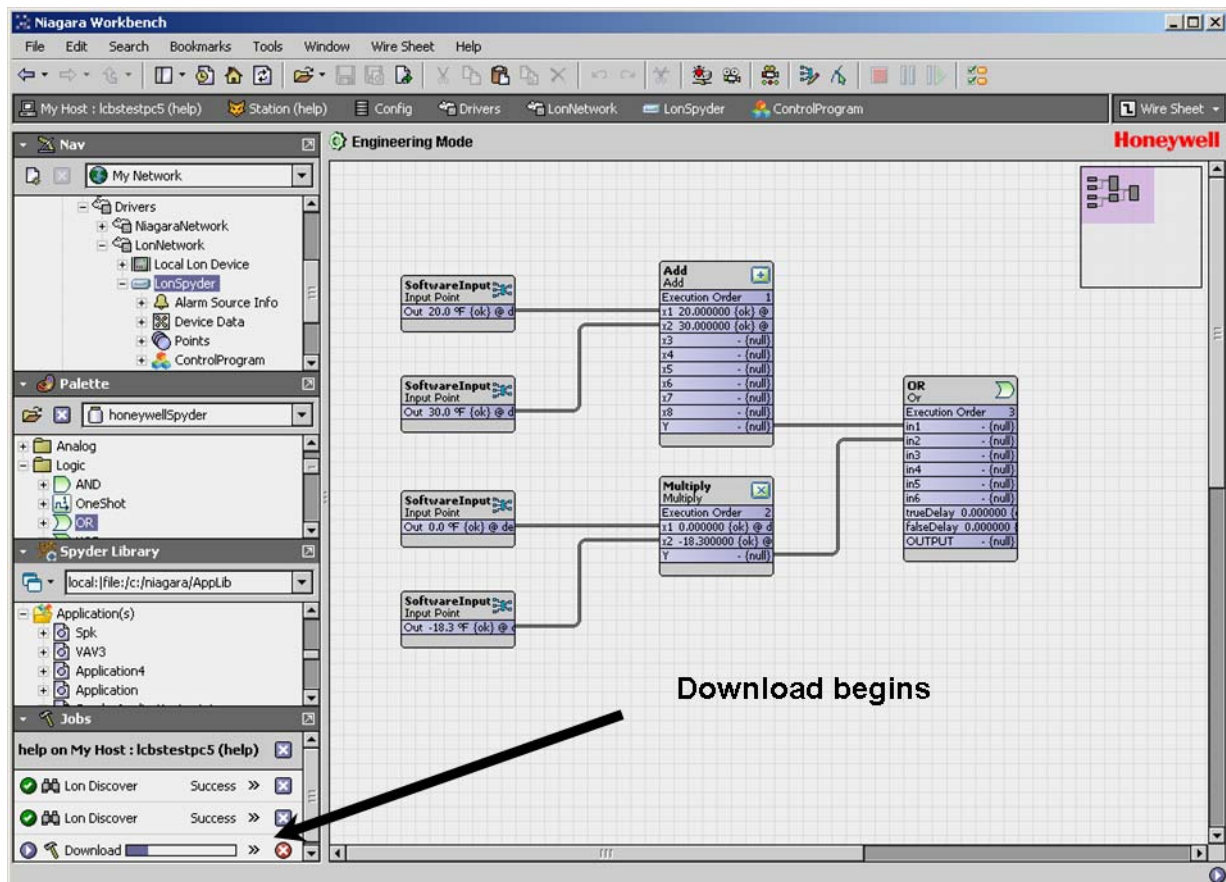 Niagara Workbench
File Edit Search Bookmarks Tools Window Wire Sheet Help
My Host : lcbstestpc5 (help) Station (help) Config Drivers LonNetwork LonSpyder ControlProgram Wire Sheet
Nav
My Network
Drivers
NiagaraNetwork
LonNetwork
Local Lon Device
LonSpyder
Alarm Source Info
Device Data
Points
ControlProgram
Palette
honeywellSpyder
Analog
Logic
AND
OneShot
OR
Spyder Library
local:|file:/c:/niagara/AppLib
Application(s)
Spk
VAV3
Application4
Application
Jobs
help on My Host : lcbstestpc5 (help)
Lon Discover Success »
Lon Discover Success »
Download »
Engineering Mode
Honeywell
SoftwareInput
Input Point
Out 20.0 °F {ok} @ d
SoftwareInput
Input Point
Out 30.0 °F {ok} @ d
SoftwareInput
Input Point
Out 0.0 °F {ok} @ de
SoftwareInput
Input Point
Out -18.3 °F {ok} @ d
Add
Add
Execution Order 1
x1 20.000000 {ok} @
x2 30.000000 {ok} @
x3 - {null}
x4 - {null}
x5 - {null}
x6 - {null}
x7 - {null}
x8 - {null}
Y - {null}
Multiply
Multiply
Execution Order 2
x1 0.000000 {ok} @ d
x2 -18.300000 {ok} @
Y - {null}
OR
Or
Execution Order 3
in1 - {null}
in2 - {null}
in3 - {null}
in4 - {null}
in5 - {null}
in6 - {null}
trueDelay 0.000000 {
falseDelay 0.000000 {
OUTPUT - {null}
Download begins